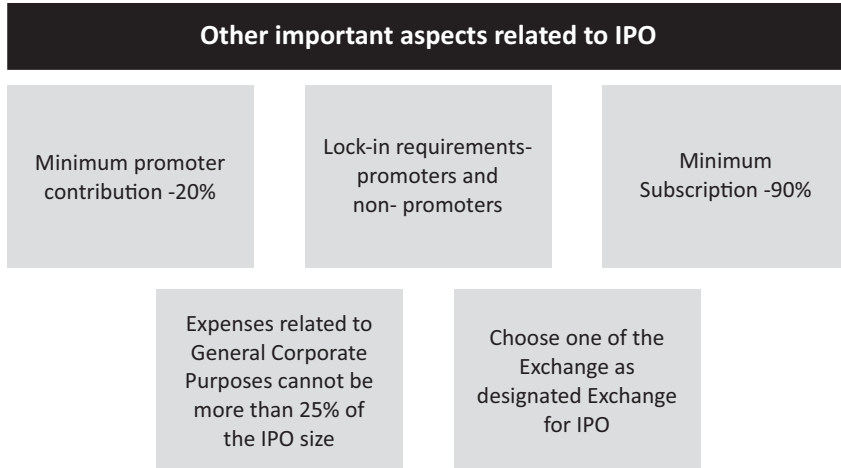 Other important aspects related to IPO
Minimum promoter
contribution -20%
Lock-in requirements-
promoters and
non- promoters
Minimum
Subscription -90%
Expenses related to
General Corporate
Purposes cannot be
more than 25% of
the IPO size
Choose one of the
Exchange as
designated Exchange
for IPO